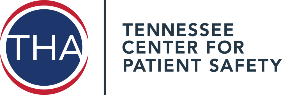 THA
TENNESSEE
CENTER FOR
PATIENT SAFETY